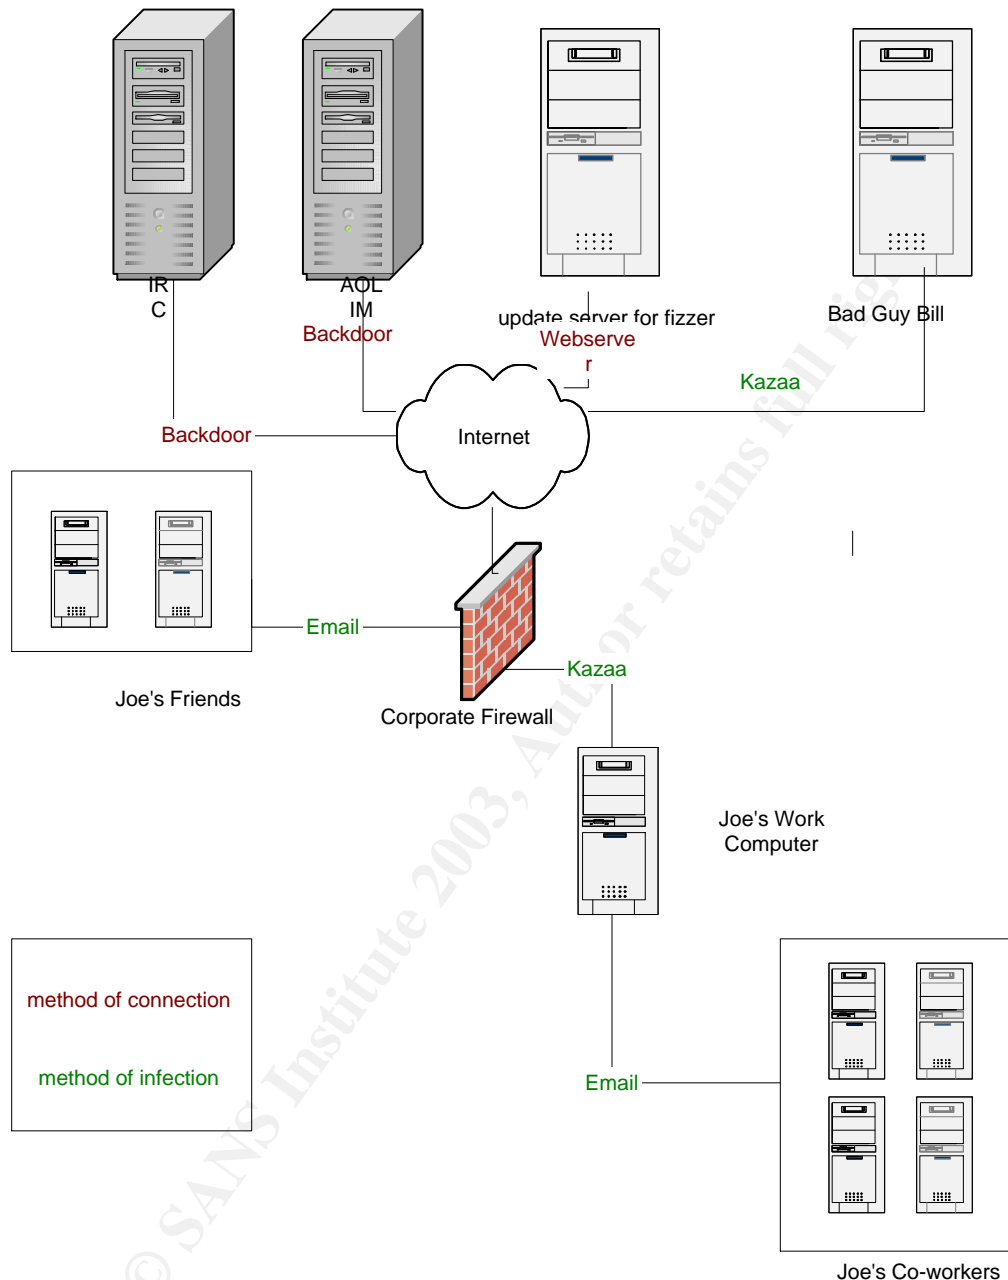 IR
C
AOL
IM
update server for fizzer
Bad Guy Bill
Backdoor
Webserve
r
Kazaa
Backdoor
Internet
Email
Kazaa
Joe's Friends
Corporate Firewall
Joe's Work
Computer
method of connection
method of infection
Email
Joe's Co-workers
© SANS Institute 2003, Author retains full righ